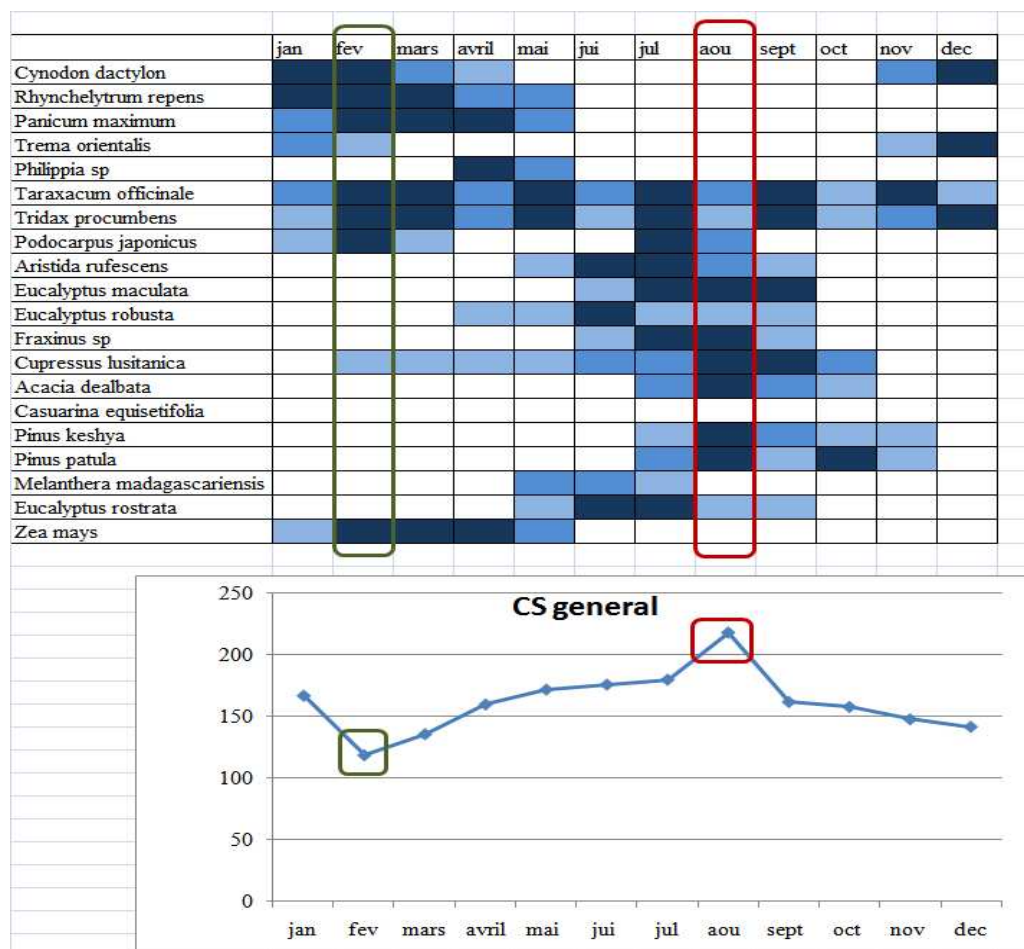 jan fev mars avril mai jui jul aou sept oct nov dec
Cynodon dactylon
Rhynchelytrum repens
Panicum maximum
Trema orientalis
Philippia sp
Taraxacum officinale
Tridax procumbens
Podocarpus japonicus
Aristida rufescens
Eucalyptus maculata
Eucalyptus robusta
Fraxinus sp
Cupressus lusitanica
Acacia dealbata
Casuarina equisetifolia
Pinus keshya
Pinus patula
Melanthera madagascariensis
Eucalyptus rostrata
Zea mays
CS general
250
200
150
100
50
0
jan fev mars avril mai jui jul aou sept oct nov dec